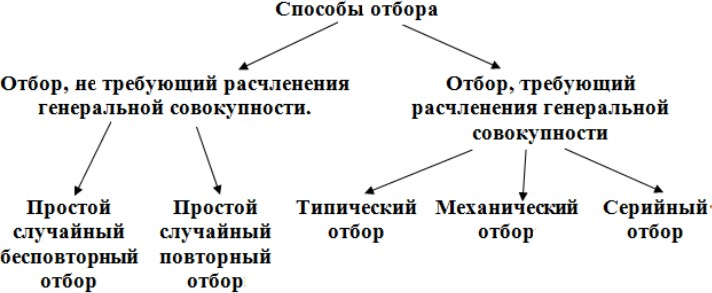 Способы отбора
Отбор, не требующий расчленения
генеральной совокупности.
Отбор, требующий
расчленения генеральной
совокупности
Простой
случайный
бесповторный
отбор
Простой
случайный
повторный
отбор
Типический
отбор
Механический
отбор
Серийный
отбор